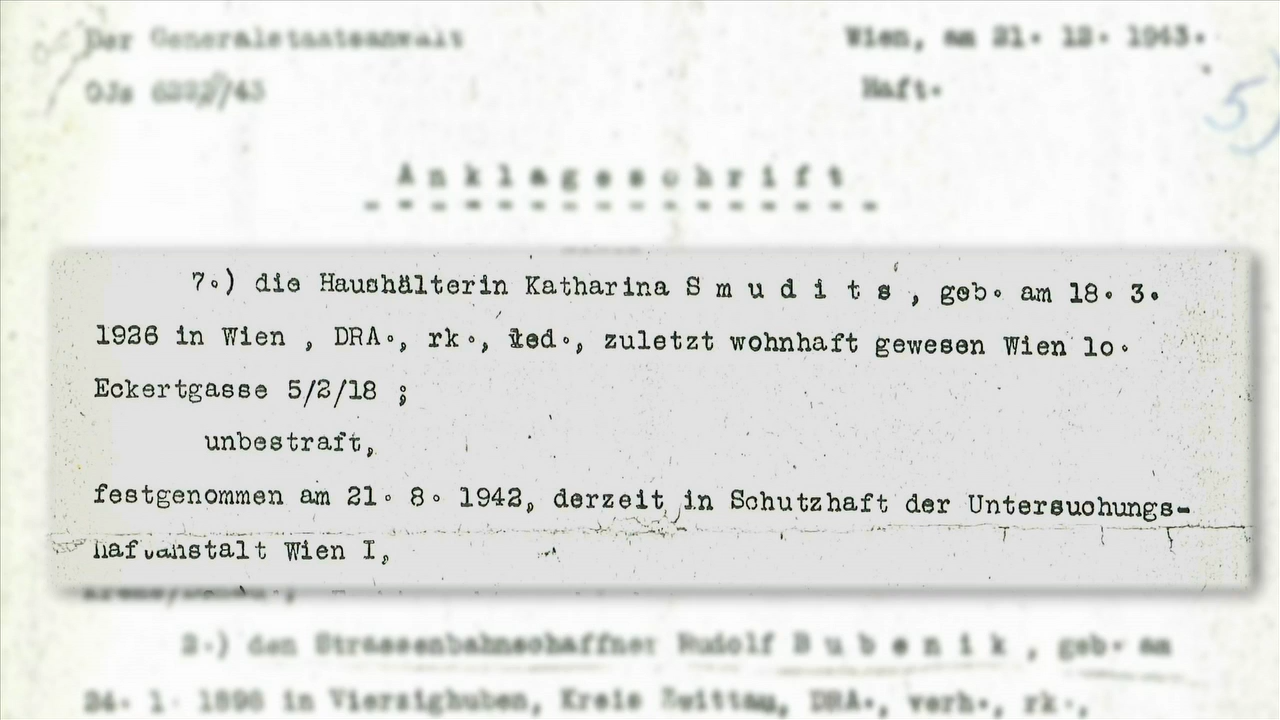 Der Generalstaatsanwalt Wien, am 21. 12. 1943.
OJs /43 Haft.
5)
Anklageschrift
7.) die Haushälterin Katharina S m u d i t s , geb. am 18. 3.
1926 in Wien , DRA., rk., led., zuletzt wohnhaft gewesen Wien lo.
Eckertgasse 5/2/18 ;
unbestraft,
festgenommen am 21. 8. 1942, derzeit in Schutzhaft der Untersuchungs-
haftanstalt Wien I,
2.) den Strassenbahnschaffner Rudolf B u b e n i k , geb. am
24. 1. 1898 in Vierzighuben, Kreis Zwittau, DRA., verh., rk.,